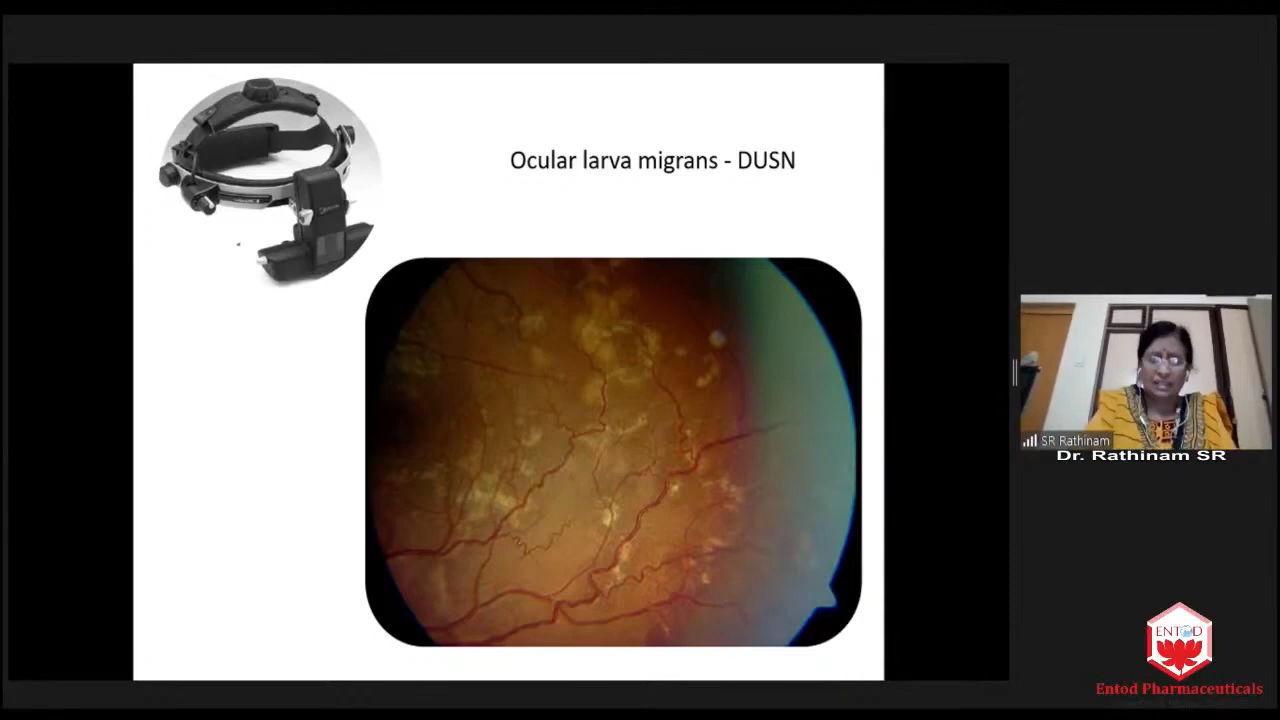 Ocular larva migrans - DUSN
SR Rathinam
Dr. Rathinam SR
ENTOD
Entod Pharmaceuticals